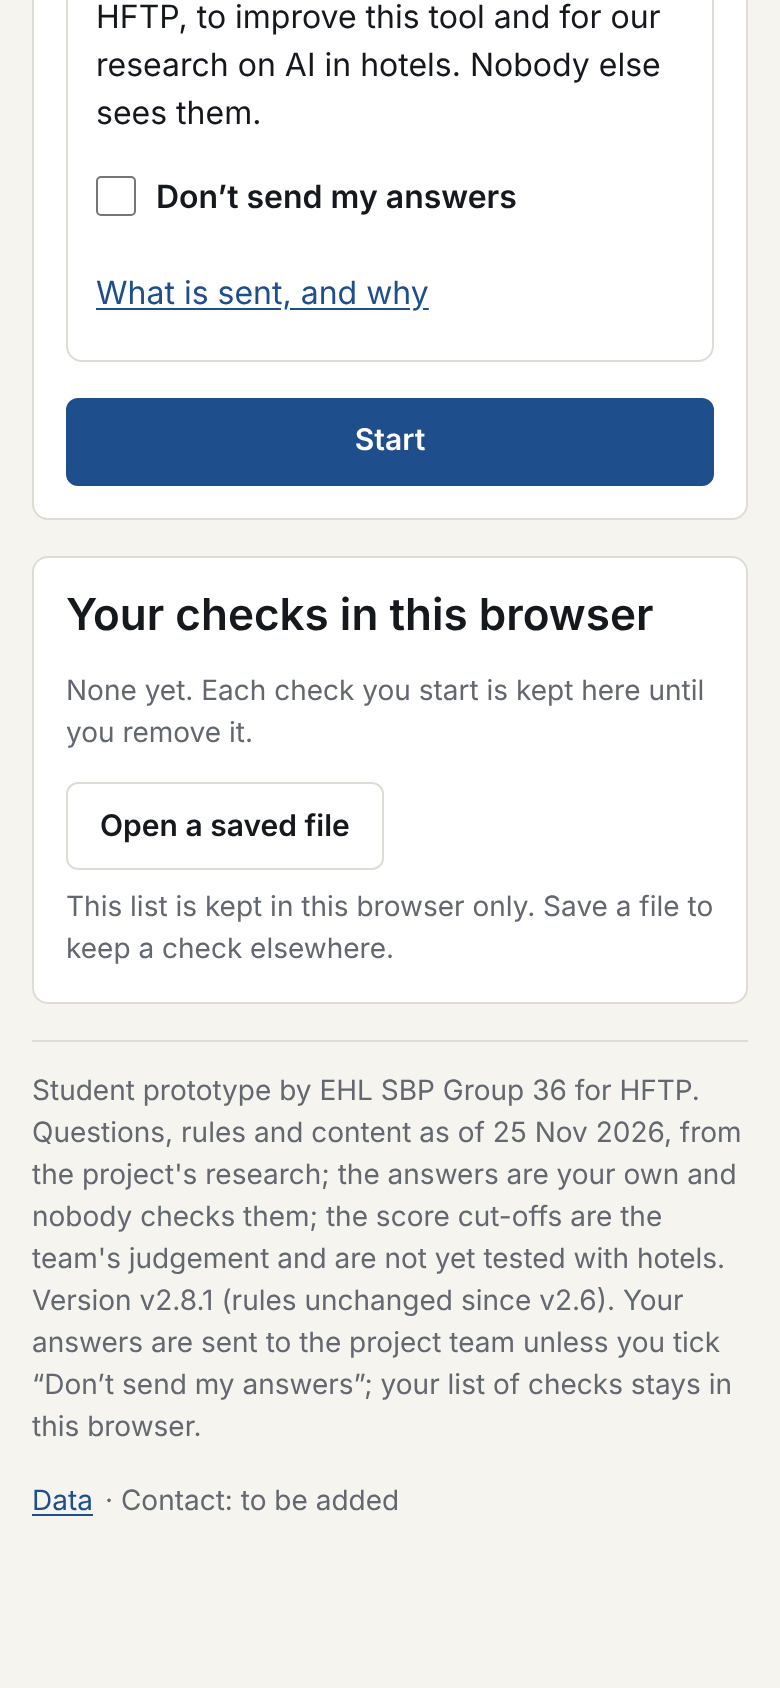 HFTP, to improve this tool and for our
research on AI in hotels. Nobody else
sees them.
Don’t send my answers
What is sent, and why
Start
Your checks in this browser
None yet. Each check you start is kept here until
you remove it.
Open a saved file
This list is kept in this browser only. Save a file to
keep a check elsewhere.
Student prototype by EHL SBP Group 36 for HFTP.
Questions, rules and content as of 25 Nov 2026, from
the project's research; the answers are your own and
nobody checks them; the score cut-offs are the
team's judgement and are not yet tested with hotels.
Version v2.8.1 (rules unchanged since v2.6). Your
answers are sent to the project team unless you tick
“Don’t send my answers”; your list of checks stays in
this browser.
Data · Contact: to be added